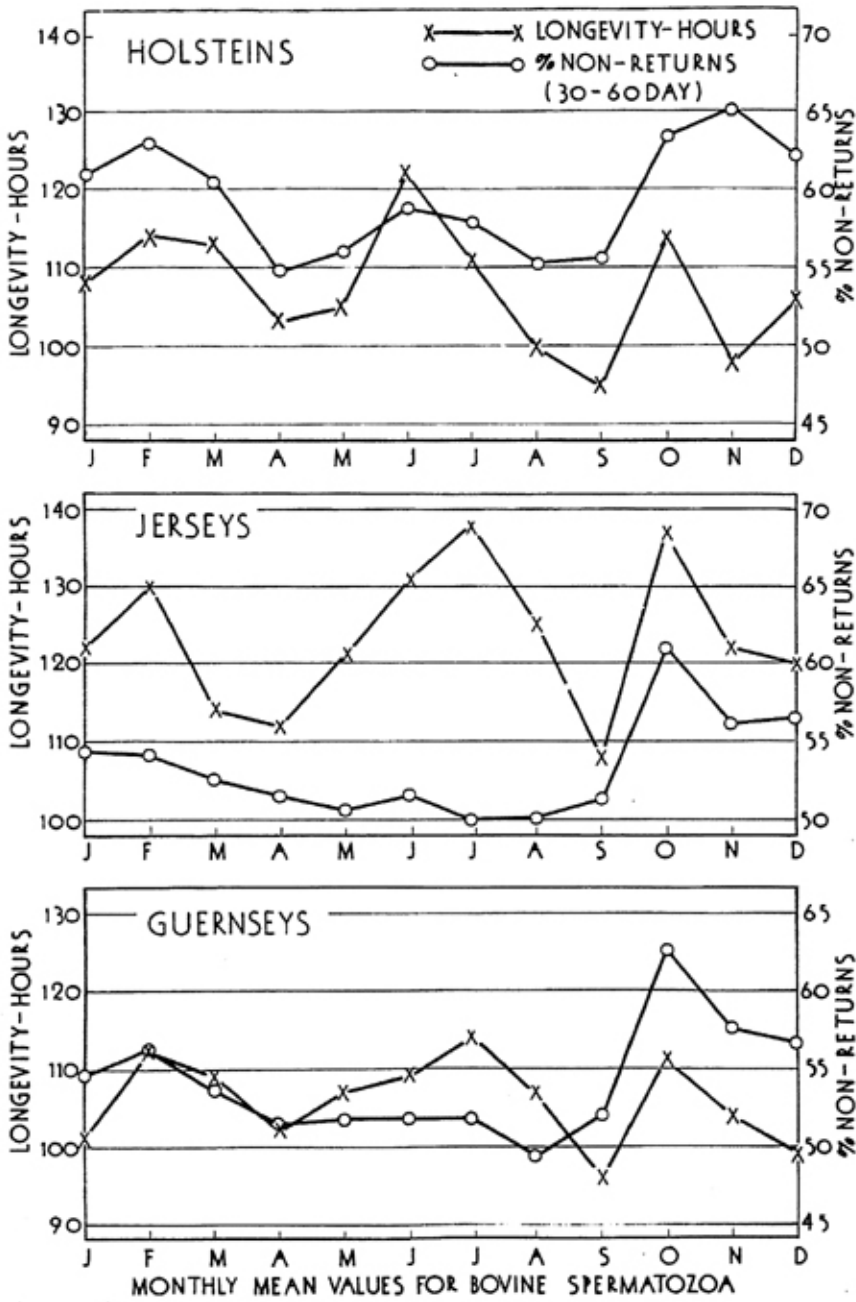 HOLSTEINS
X—X LONGEVITY-HOURS
O—O % NON-RETURNS
(30-60 DAY)
LONGEVITY-HOURS
140
130
120
110
100
90
% NON-RETURNS
70
65
60
55
50
45
J F M A M J J A S O N D
JERSEYS
LONGEVITY-HOURS
140
130
120
110
100
% NON-RETURNS
70
65
60
55
50
J F M A M J J A S O N D
GUERNSEYS
LONGEVITY-HOURS
130
120
110
100
90
% NON-RETURNS
65
60
55
50
45
J F M A M J J A S O N D
MONTHLY MEAN VALUES FOR BOVINE SPERMATOZOA